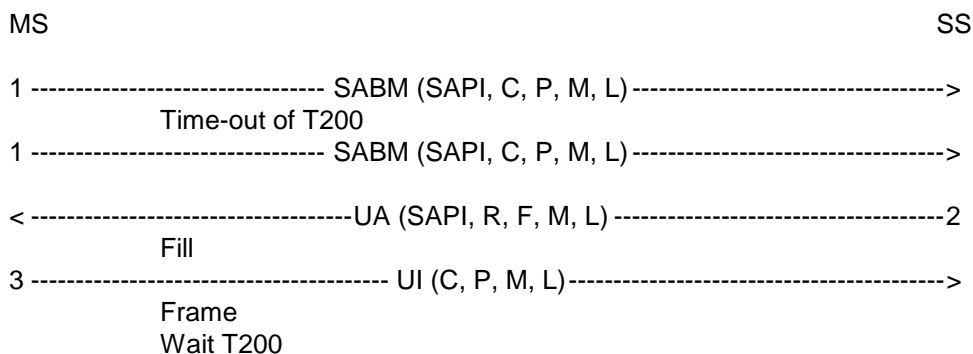 MS SS
1 --------------------------------- SABM (SAPI, C, P, M, L) ----------------------------------->
Time-out of T200
1 --------------------------------- SABM (SAPI, C, P, M, L) ----------------------------------->
< ------------------------------------UA (SAPI, R, F, M, L) -------------------------------------2
Fill
3 ---------------------------------------- UI (C, P, M, L)------------------------------------------>
Frame
Wait T200